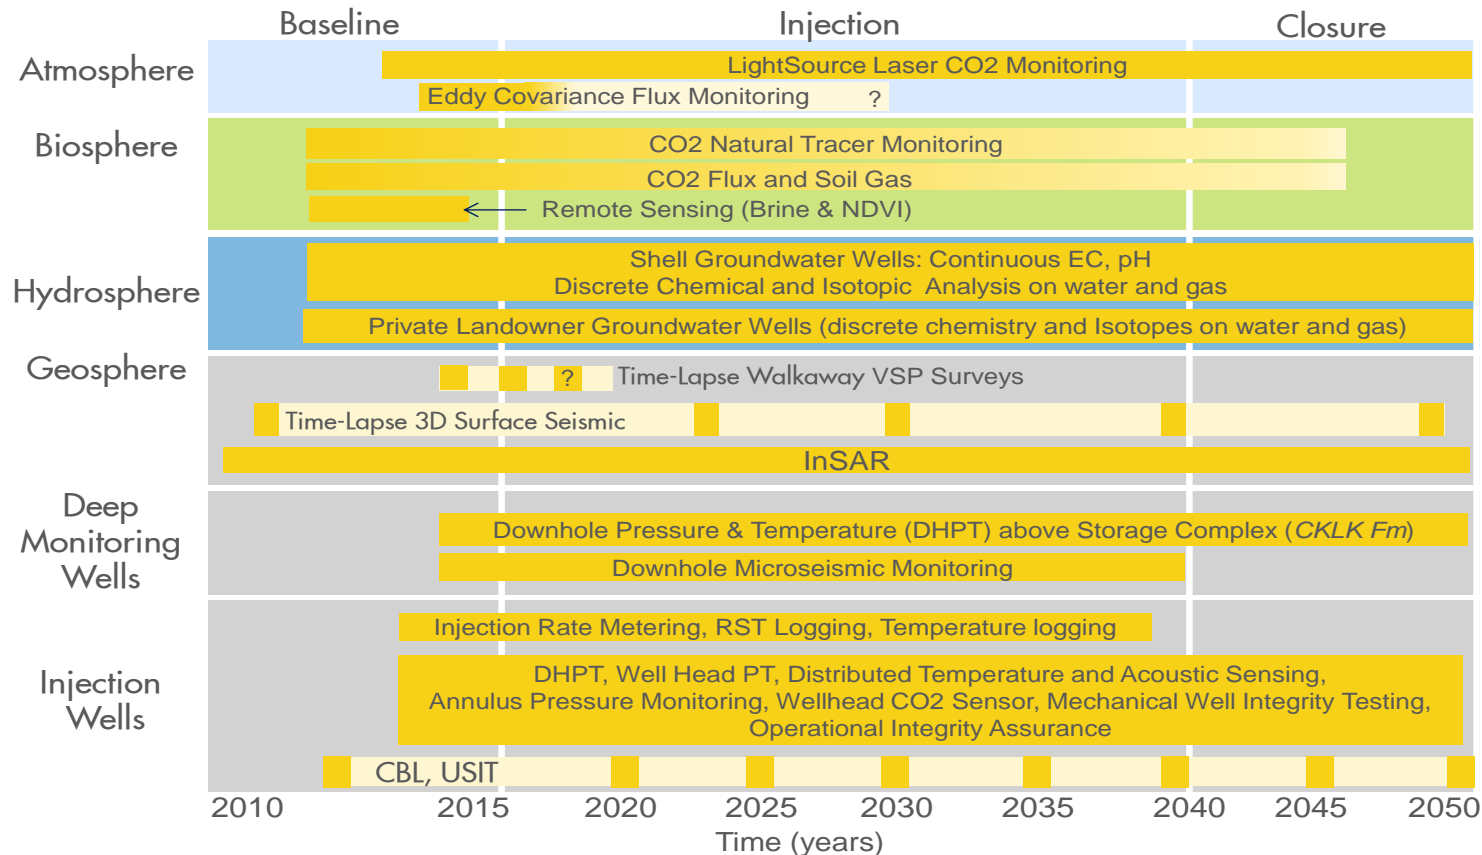 Baseline Injection Closure
Atmosphere
LightSource Laser CO2 Monitoring
Eddy Covariance Flux Monitoring ?
Biosphere
CO2 Natural Tracer Monitoring
CO2 Flux and Soil Gas
Remote Sensing (Brine & NDVI)
Hydrosphere
Shell Groundwater Wells: Continuous EC, pH
Discrete Chemical and Isotopic Analysis on water and gas
Private Landowner Groundwater Wells (discrete chemistry and Isotopes on water and gas)
Geosphere
? Time-Lapse Walkaway VSP Surveys
Time-Lapse 3D Surface Seismic
InSAR
Deep
Monitoring
Wells
Downhole Pressure & Temperature (DHPT) above Storage Complex (CKLK Fm)
Downhole Microseismic Monitoring
Injection
Wells
Injection Rate Metering, RST Logging, Temperature logging
DHPT, Well Head PT, Distributed Temperature and Acoustic Sensing,
Annulus Pressure Monitoring, Wellhead CO2 Sensor, Mechanical Well Integrity Testing,
Operational Integrity Assurance
CBL, USIT
2010 2015 2020 2025 2030 2035 2040 2045 2050
Time (years)